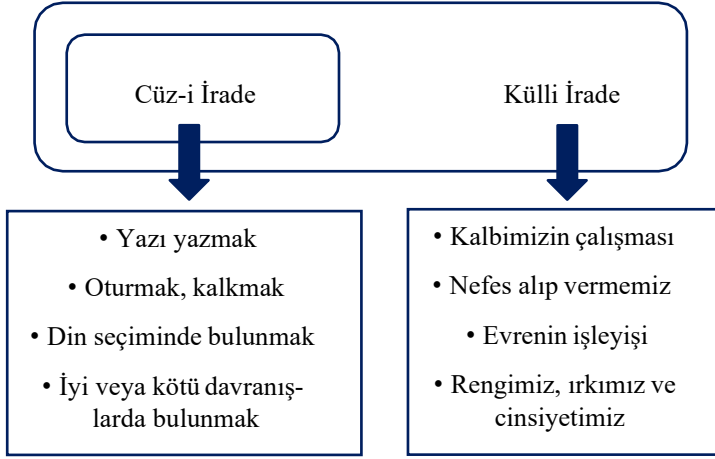 Cüz-i İrade
Külli İrade
• Yazı yazmak
• Oturmak, kalkmak
• Din seçiminde bulunmak
• İyi veya kötü davranış-
larda bulunmak
• Kalbimizin çalışması
• Nefes alıp vermemiz
• Evrenin işleyişi
• Rengimiz, ırkımız ve
cinsiyetimiz